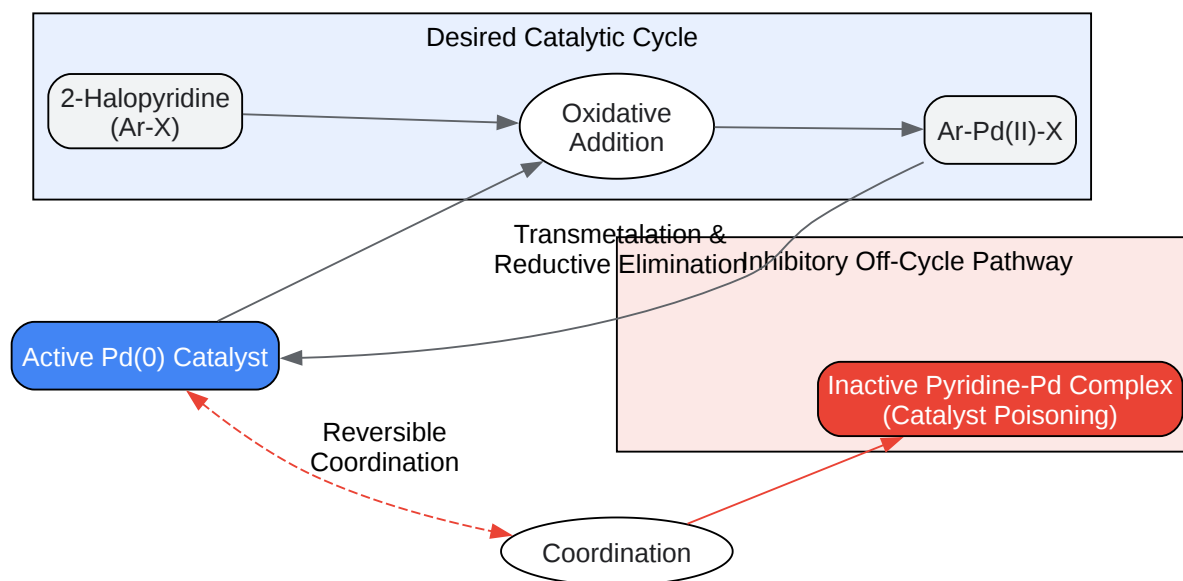 Desired Catalytic Cycle
2-Halopyridine
(Ar-X)
Oxidative
Addition
Ar-Pd(II)-X
Transmetalation &
Reductive Elimination
Inhibitory Off-Cycle Pathway
Active Pd(0) Catalyst
Inactive Pyridine-Pd Complex
(Catalyst Poisoning)
Reversible
Coordination
Coordination